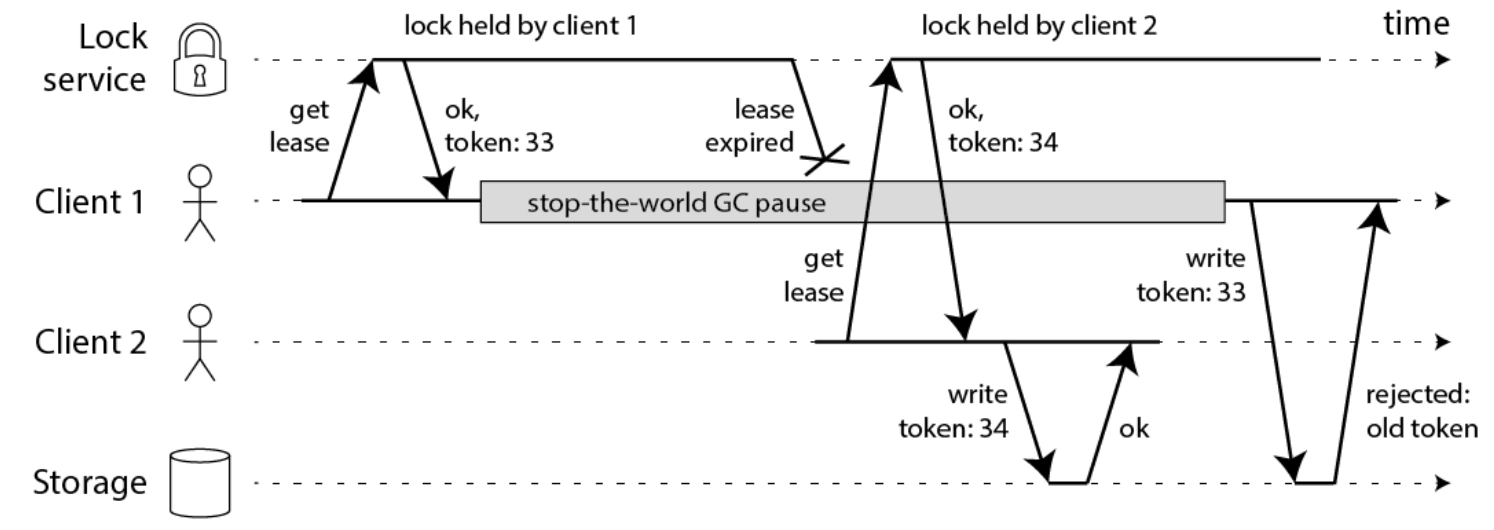 lock held by client 1
lock held by client 2
time
Lock
service
get
lease
ok,
token: 33
lease
expired
ok,
token: 34
Client 1
stop-the-world GC pause
get
lease
write
token: 33
Client 2
write
token: 34
ok
rejected:
old token
Storage